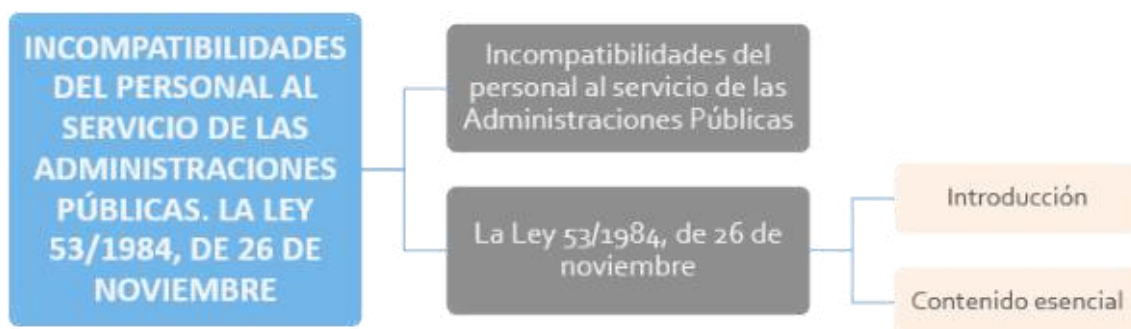 INCOMPATIBILIDADES
DEL PERSONAL AL
SERVICIO DE LAS
ADMINISTRACIONES
PÚBLICAS. LA LEY
53/1984, DE 26 DE
NOVIEMBRE
Incompatibilidades del
personal al servicio de las
Administraciones Públicas
La Ley 53/1984, de 26 de
noviembre
Introducción
Contenido esencial